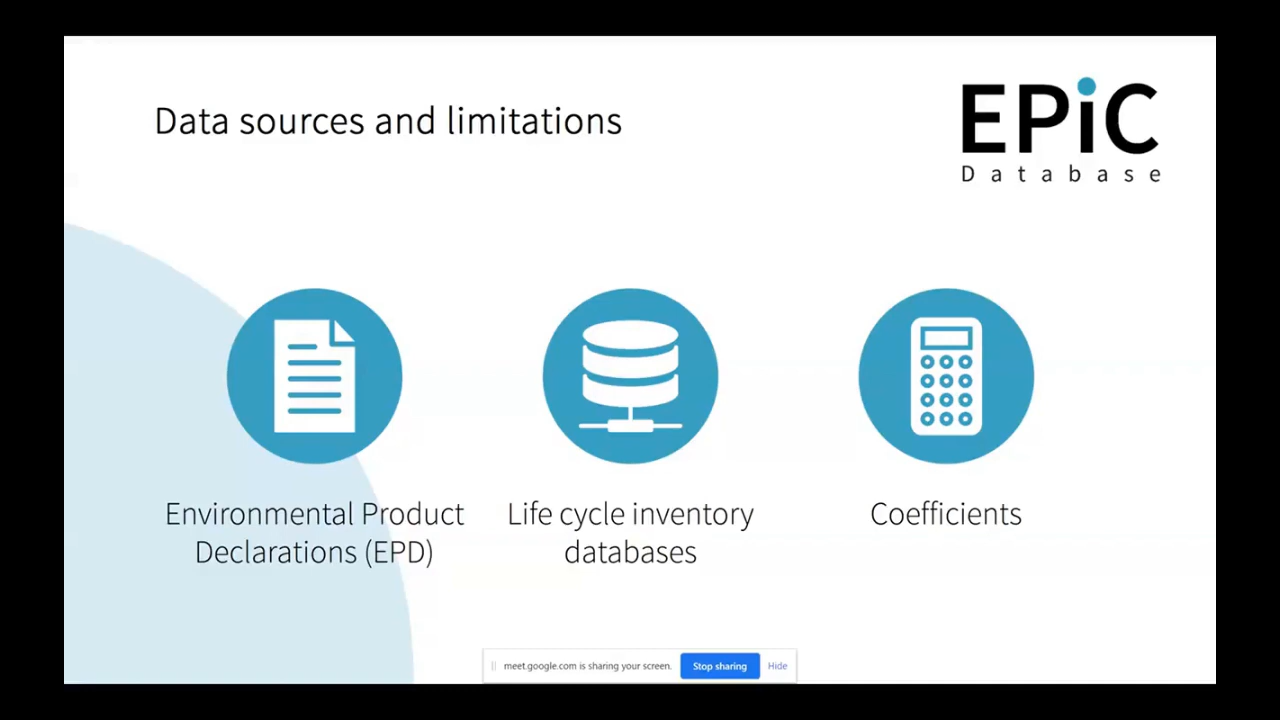 Data sources and limitations
EPiC
Database
Environmental Product
Declarations (EPD)
Life cycle inventory
databases
Coefficients
meet.google.com is sharing your screen.
Stop sharing
Hide